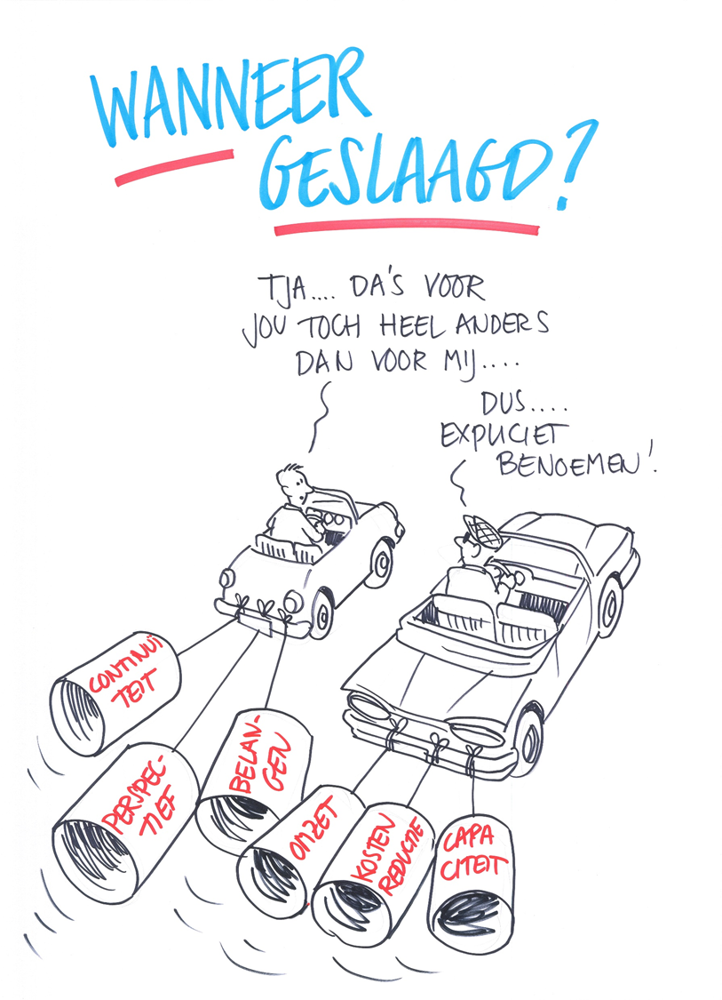 WANNEER
GESLAAGD?
TJA.... DA'S VOOR
JOU TOCH HEEL ANDERS
DAN VOOR MIJ....
DUS....
EXPLICIET
BENOEMEN!
CONTINUÏ
TEIT
PERSPEC-
TIEF
BELAN-
GEN
OMZET
KOSTEN
REDUCTIE
CAPA
CITEIT